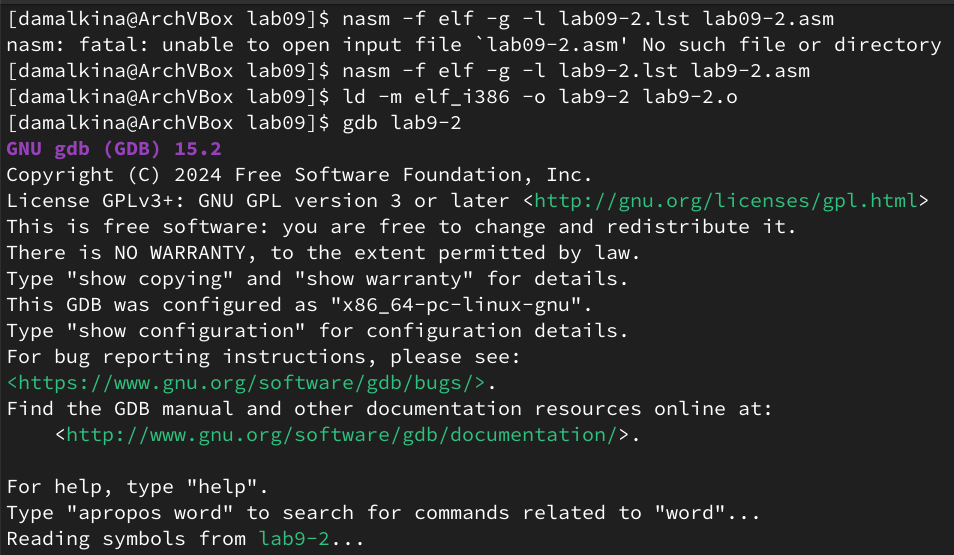 [damalkina@ArchVBox lab09]$ nasm -f elf -g -l lab09-2.lst lab09-2.asm
nasm: fatal: unable to open input file `lab09-2.asm' No such file or directory
[damalkina@ArchVBox lab09]$ nasm -f elf -g -l lab9-2.lst lab9-2.asm
[damalkina@ArchVBox lab09]$ ld -m elf_i386 -o lab9-2 lab9-2.o
[damalkina@ArchVBox lab09]$ gdb lab9-2
GNU gdb (GDB) 15.2
Copyright (C) 2024 Free Software Foundation, Inc.
License GPLv3+: GNU GPL version 3 or later <http://gnu.org/licenses/gpl.html>
This is free software: you are free to change and redistribute it.
There is NO WARRANTY, to the extent permitted by law.
Type "show copying" and "show warranty" for details.
This GDB was configured as "x86_64-pc-linux-gnu".
Type "show configuration" for configuration details.
For bug reporting instructions, please see:
<https://www.gnu.org/software/gdb/bugs/>.
Find the GDB manual and other documentation resources online at:
    <http://www.gnu.org/software/gdb/documentation/>.

For help, type "help".
Type "apropos word" to search for commands related to "word"...
Reading symbols from lab9-2...